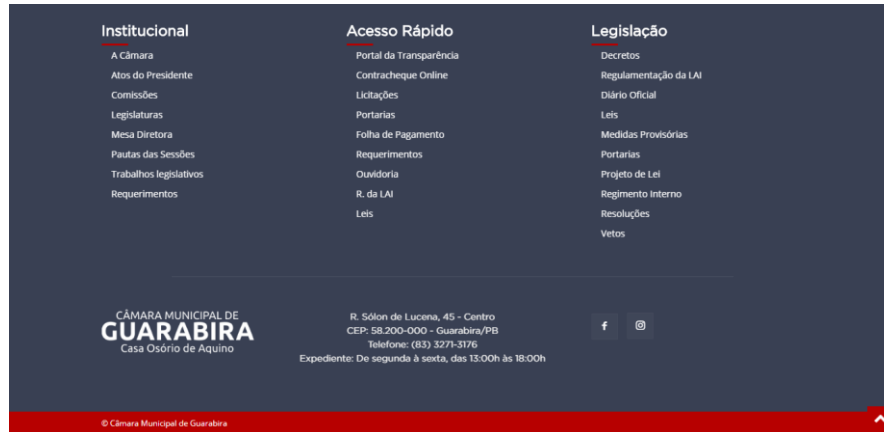 Institucional
A Câmara
Atos do Presidente
Comissões
Legislaturas
Mesa Diretora
Pautas das Sessões
Trabalhos legislativos
Requerimentos
Acesso Rápido
Portal da Transparência
Contracheque Online
Licitações
Portarias
Folha de Pagamento
Requerimentos
Ouvidoria
R. da LAI
Leis
Legislação
Decretos
Regulamentação da LAI
Diário Oficial
Leis
Medidas Provisórias
Portarias
Projeto de Lei
Regimento Interno
Resoluções
Vetos
CÂMARA MUNICIPAL DE
GUARABIRA
Casa Osório de Aquino
R. Sólon de Lucena, 45 - Centro
CEP: 58.200-000 - Guarabira/PB
Telefone: (83) 3271-3176
Expediente: De segunda à sexta, das 13:00h às 18:00h
© Câmara Municipal de Guarabira